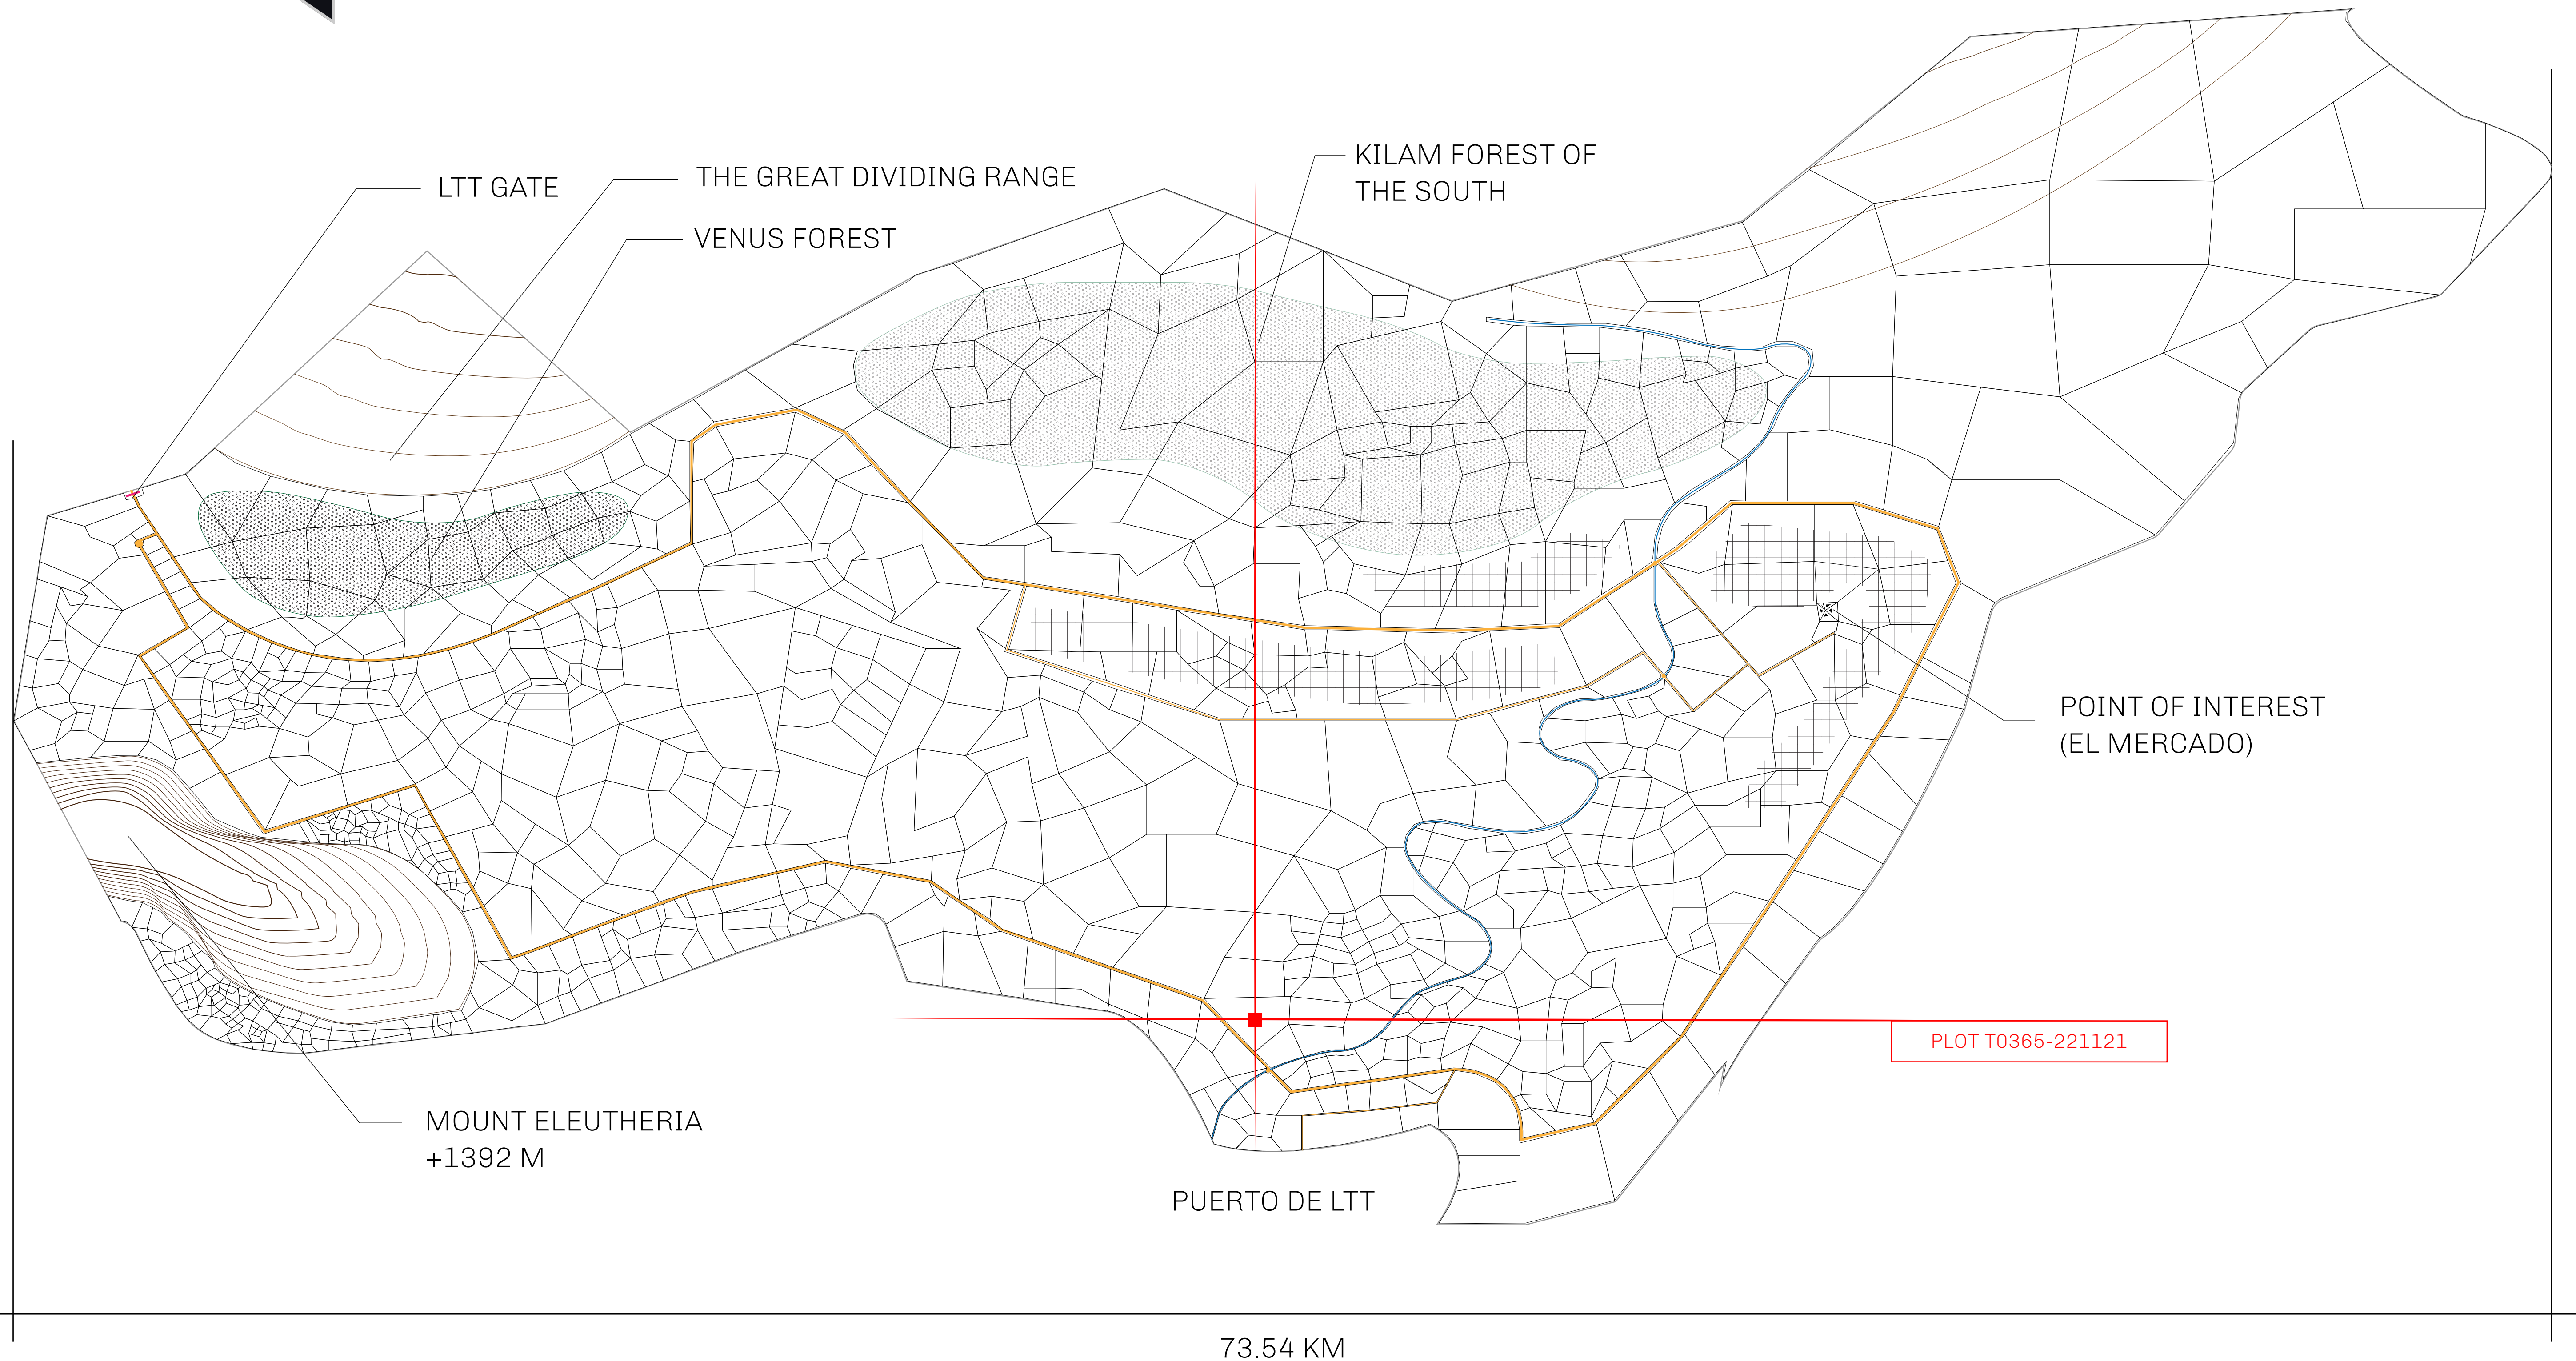 KILAM FOREST OF
THE SOUTH
THE GREAT DIVIDING RANGE
LTT GATE
VENUS FOREST
POINT OF INTEREST
(EL MERCADO)
PLOT T0365-221121
MOUNT ELEUTHERIA
+1392 M
PUERTO DE LTT
73.54 KM